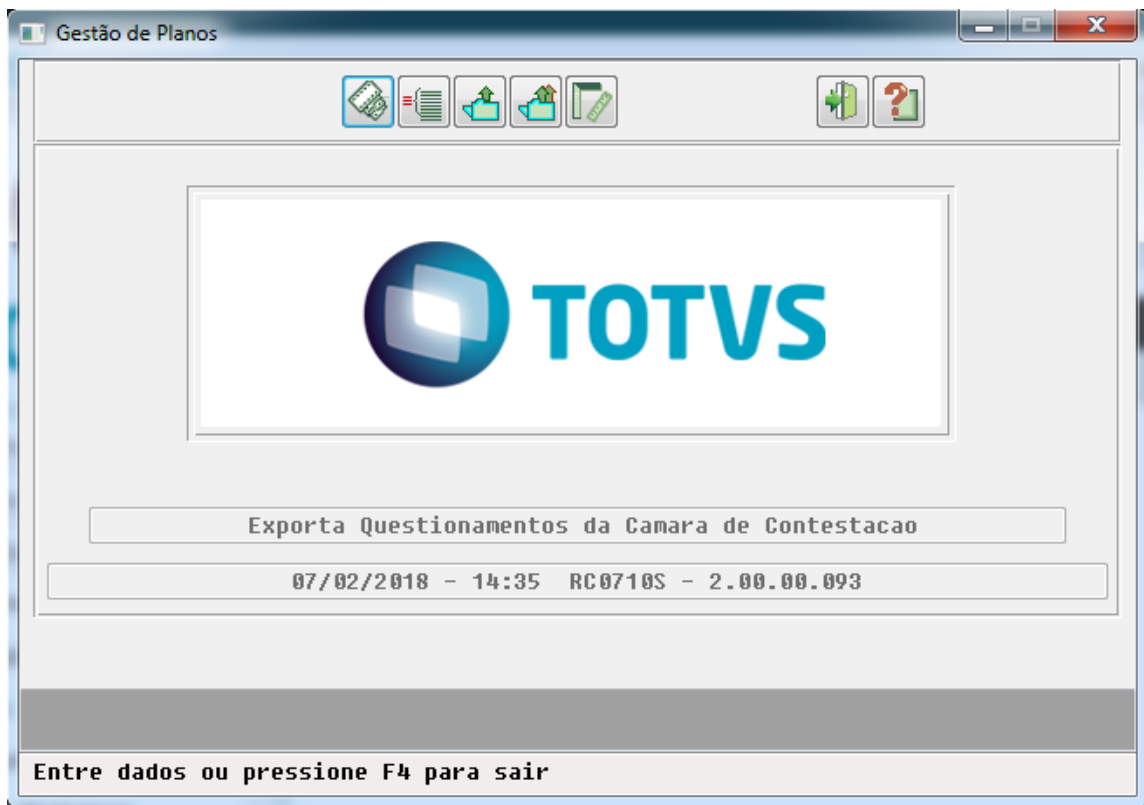 Gestão de Planos
TOTVS
Exporta Questionamentos da Camara de Contestacao
07/02/2018 - 14:35 RC0710S - 2.00.00.093
Entre dados ou pressione F4 para sair